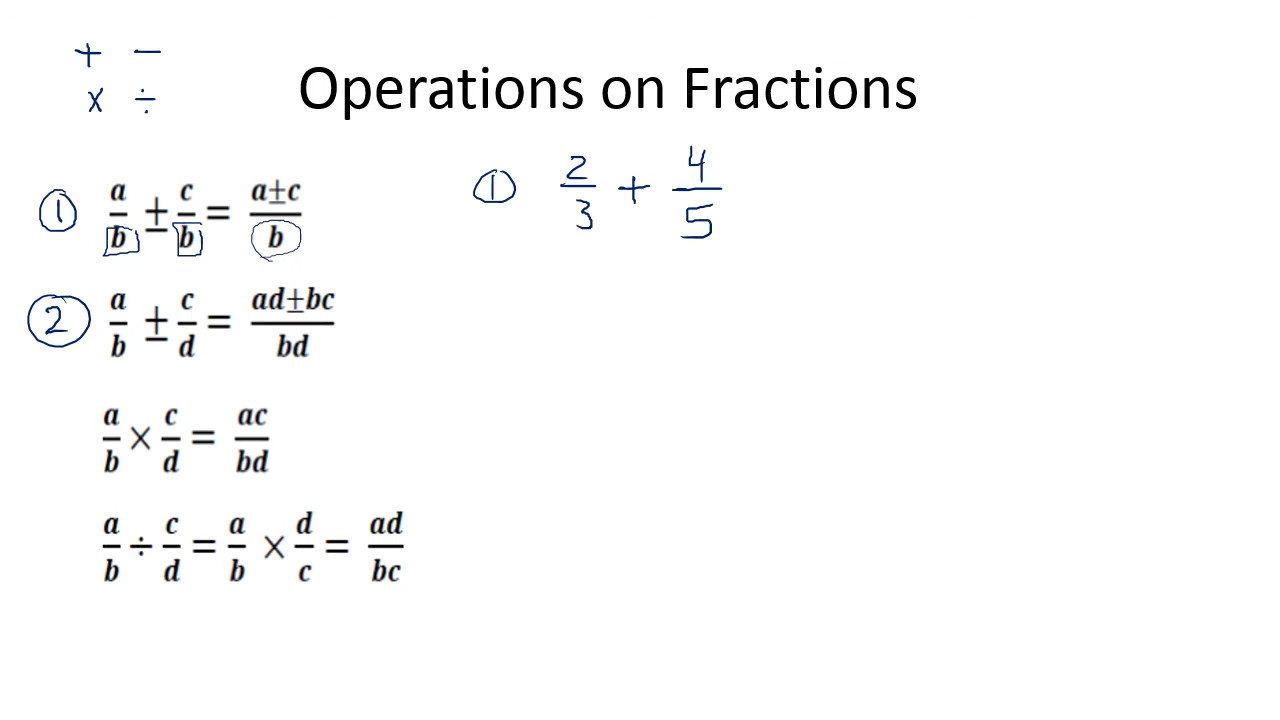 + −
× ÷
Operations on Fractions
① a/b ± c/b = a±c/b
① 2/3 + 4/5
② a/b ± c/d = ad±bc/bd
a/b × c/d = ac/bd
a/b ÷ c/d = a/b × d/c = ad/bc